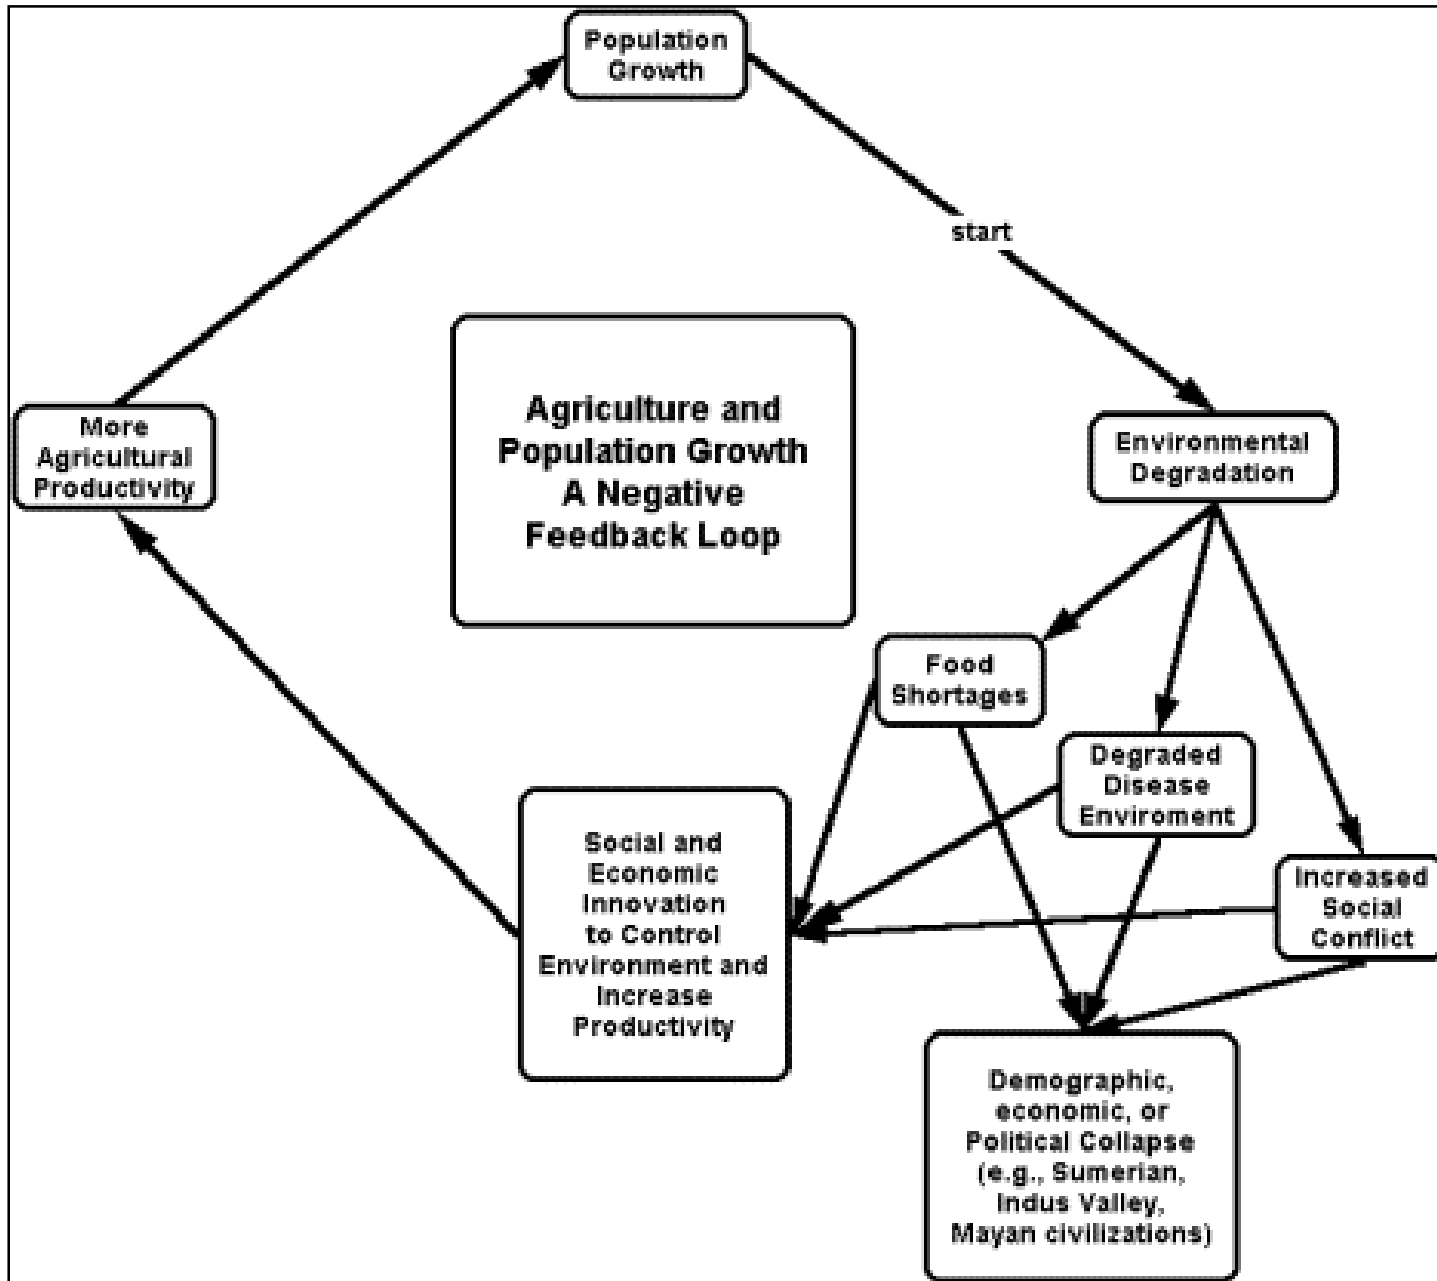 Population
Growth
start
More
Agricultural
Productivity
Agriculture and
Population Growth
A Negative
Feedback Loop
Environmental
Degradation
Food
Shortages
Degraded
Disease
Enviroment
Increased
Social
Conflict
Social and
Economic
Innovation
to Control
Environment and
Increase
Productivity
Demographic,
economic, or
Political Collapse
(e.g., Sumerian,
Indus Valley,
Mayan civilizations)